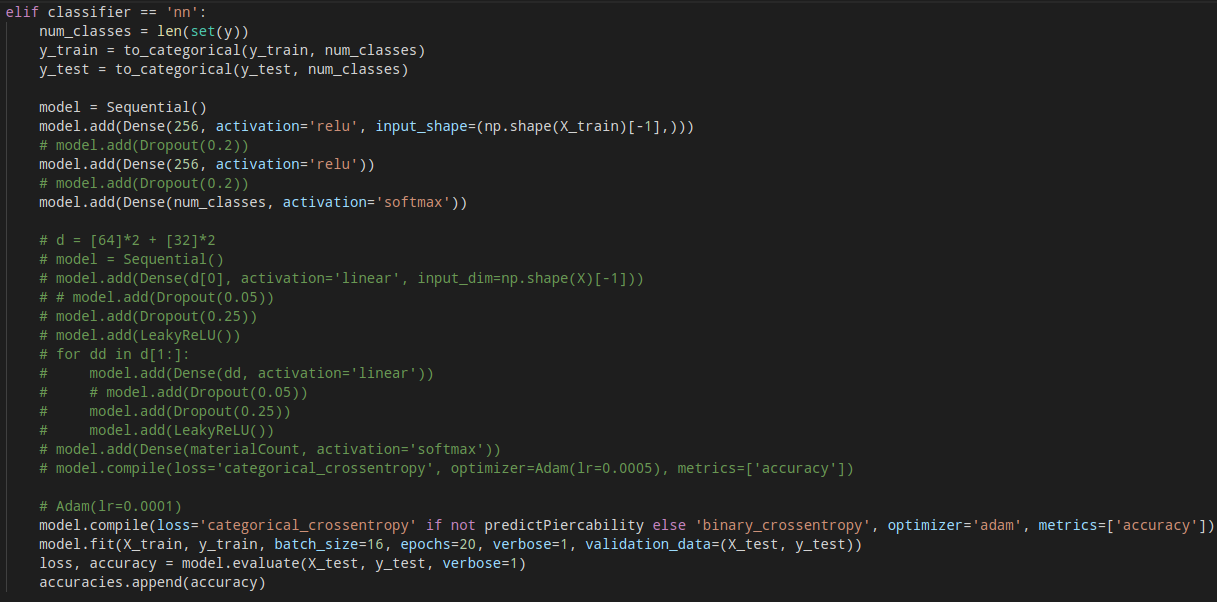 elif classifier == 'nn':
    num_classes = len(set(y))
    y_train = to_categorical(y_train, num_classes)
    y_test = to_categorical(y_test, num_classes)

    model = Sequential()
    model.add(Dense(256, activation='relu', input_shape=(np.shape(X_train)[-1],)))
    # model.add(Dropout(0.2))
    model.add(Dense(256, activation='relu'))
    # model.add(Dropout(0.2))
    model.add(Dense(num_classes, activation='softmax'))

    # d = [64]*2 + [32]*2
    # model = Sequential()
    # model.add(Dense(d[0], activation='linear', input_dim=np.shape(X)[-1]))
    # # model.add(Dropout(0.05))
    # model.add(Dropout(0.25))
    # model.add(LeakyReLU())
    # for dd in d[1:]:
    #     model.add(Dense(dd, activation='linear'))
    #     # model.add(Dropout(0.05))
    #     model.add(Dropout(0.25))
    #     model.add(LeakyReLU())
    # model.add(Dense(materialCount, activation='softmax'))
    # model.compile(loss='categorical_crossentropy', optimizer=Adam(lr=0.0005), metrics=['accuracy'])

    # Adam(lr=0.0001)
    model.compile(loss='categorical_crossentropy' if not predictPiercability else 'binary_crossentropy', optimizer='adam', metrics=['accuracy'])
    model.fit(X_train, y_train, batch_size=16, epochs=20, verbose=1, validation_data=(X_test, y_test))
    loss, accuracy = model.evaluate(X_test, y_test, verbose=1)
    accuracies.append(accuracy)